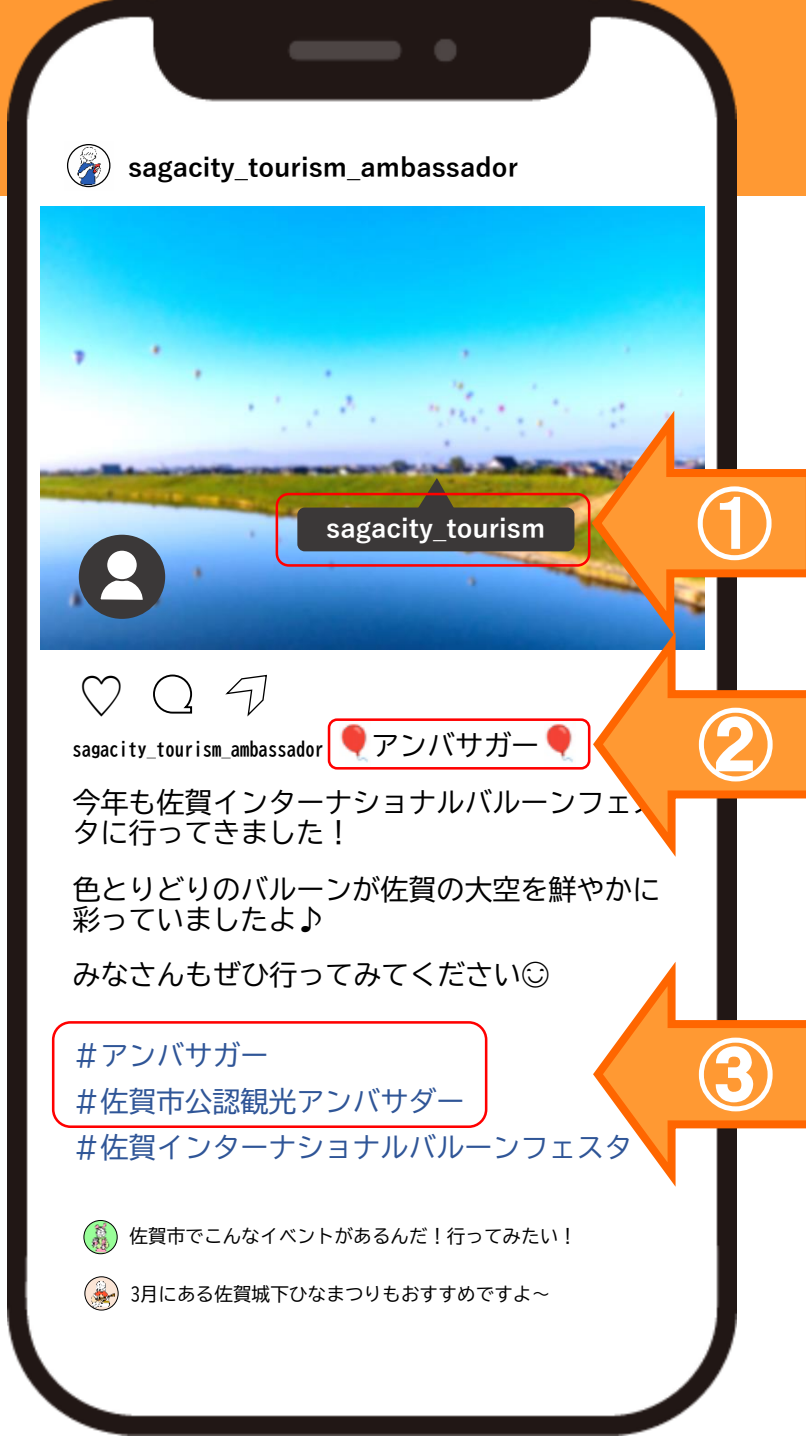 sagacity_tourism_ambassador
sagacity_tourism
①
sagacity_tourism_ambassador 🎈アンバサガー🎈
②
今年も佐賀インターナショナルバルーンフェス
タに行ってきました！
色とりどりのバルーンが佐賀の大空を鮮やかに
彩っていましたよ♪
みなさんもぜひ行ってみてください☺
#アンバサガー
③
#佐賀市公認観光アンバサダー
#佐賀インターナショナルバルーンフェスタ
佐賀市でこんなイベントがあるんだ！行ってみたい！
3月にある佐賀城下ひなまつりもおすすめですよ～